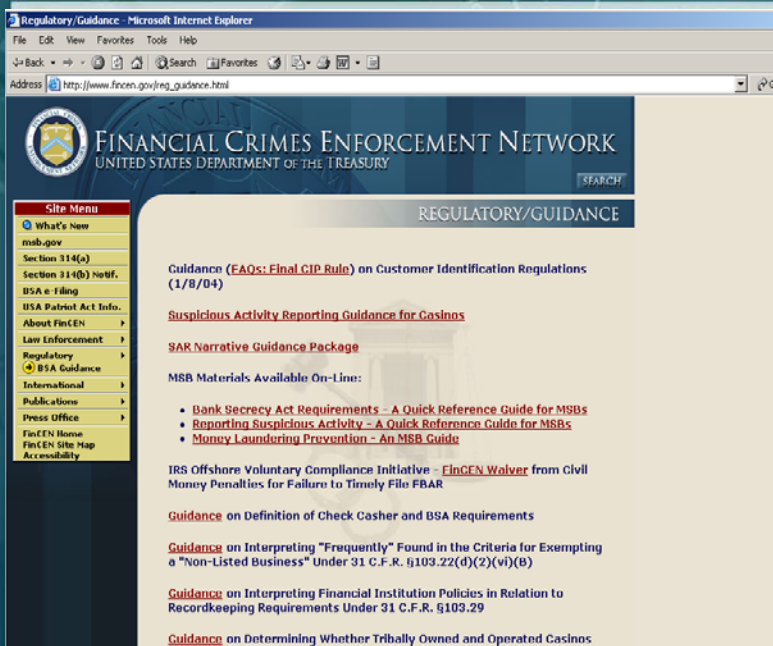 Regulatory/Guidance - Microsoft Internet Explorer
File Edit View Favorites Tools Help
Back Search Favorites
Address http://www.fincen.gov/reg_guidance.html
FINANCIAL CRIMES ENFORCEMENT NETWORK
UNITED STATES DEPARTMENT OF THE TREASURY
SEARCH
REGULATORY/GUIDANCE
Site Menu
What's New
msb.gov
Section 314(a)
Section 314(b) Notif.
BSA e-Filing
USA Patriot Act Info.
About FinCEN
Law Enforcement
Regulatory
BSA Guidance
International
Publications
Press Office
FinCEN Home
FinCEN Site Map
Accessibility
Guidance (FAQs: Final CIP Rule) on Customer Identification Regulations
(1/8/04)
Suspicious Activity Reporting Guidance for Casinos
SAR Narrative Guidance Package
MSB Materials Available On-Line:
• Bank Secrecy Act Requirements - A Quick Reference Guide for MSBs
• Reporting Suspicious Activity - A Quick Reference Guide for MSBs
• Money Laundering Prevention - An MSB Guide
IRS Offshore Voluntary Compliance Initiative - FinCEN Waiver from Civil
Money Penalties for Failure to Timely File FBAR
Guidance on Definition of Check Casher and BSA Requirements
Guidance on Interpreting "Frequently" Found in the Criteria for Exempting
a "Non-Listed Business" Under 31 C.F.R. §103.22(d)(2)(vi)(B)
Guidance on Interpreting Financial Institution Policies in Relation to
Recordkeeping Requirements Under 31 C.F.R. §103.29
Guidance on Determining Whether Tribally Owned and Operated Casinos